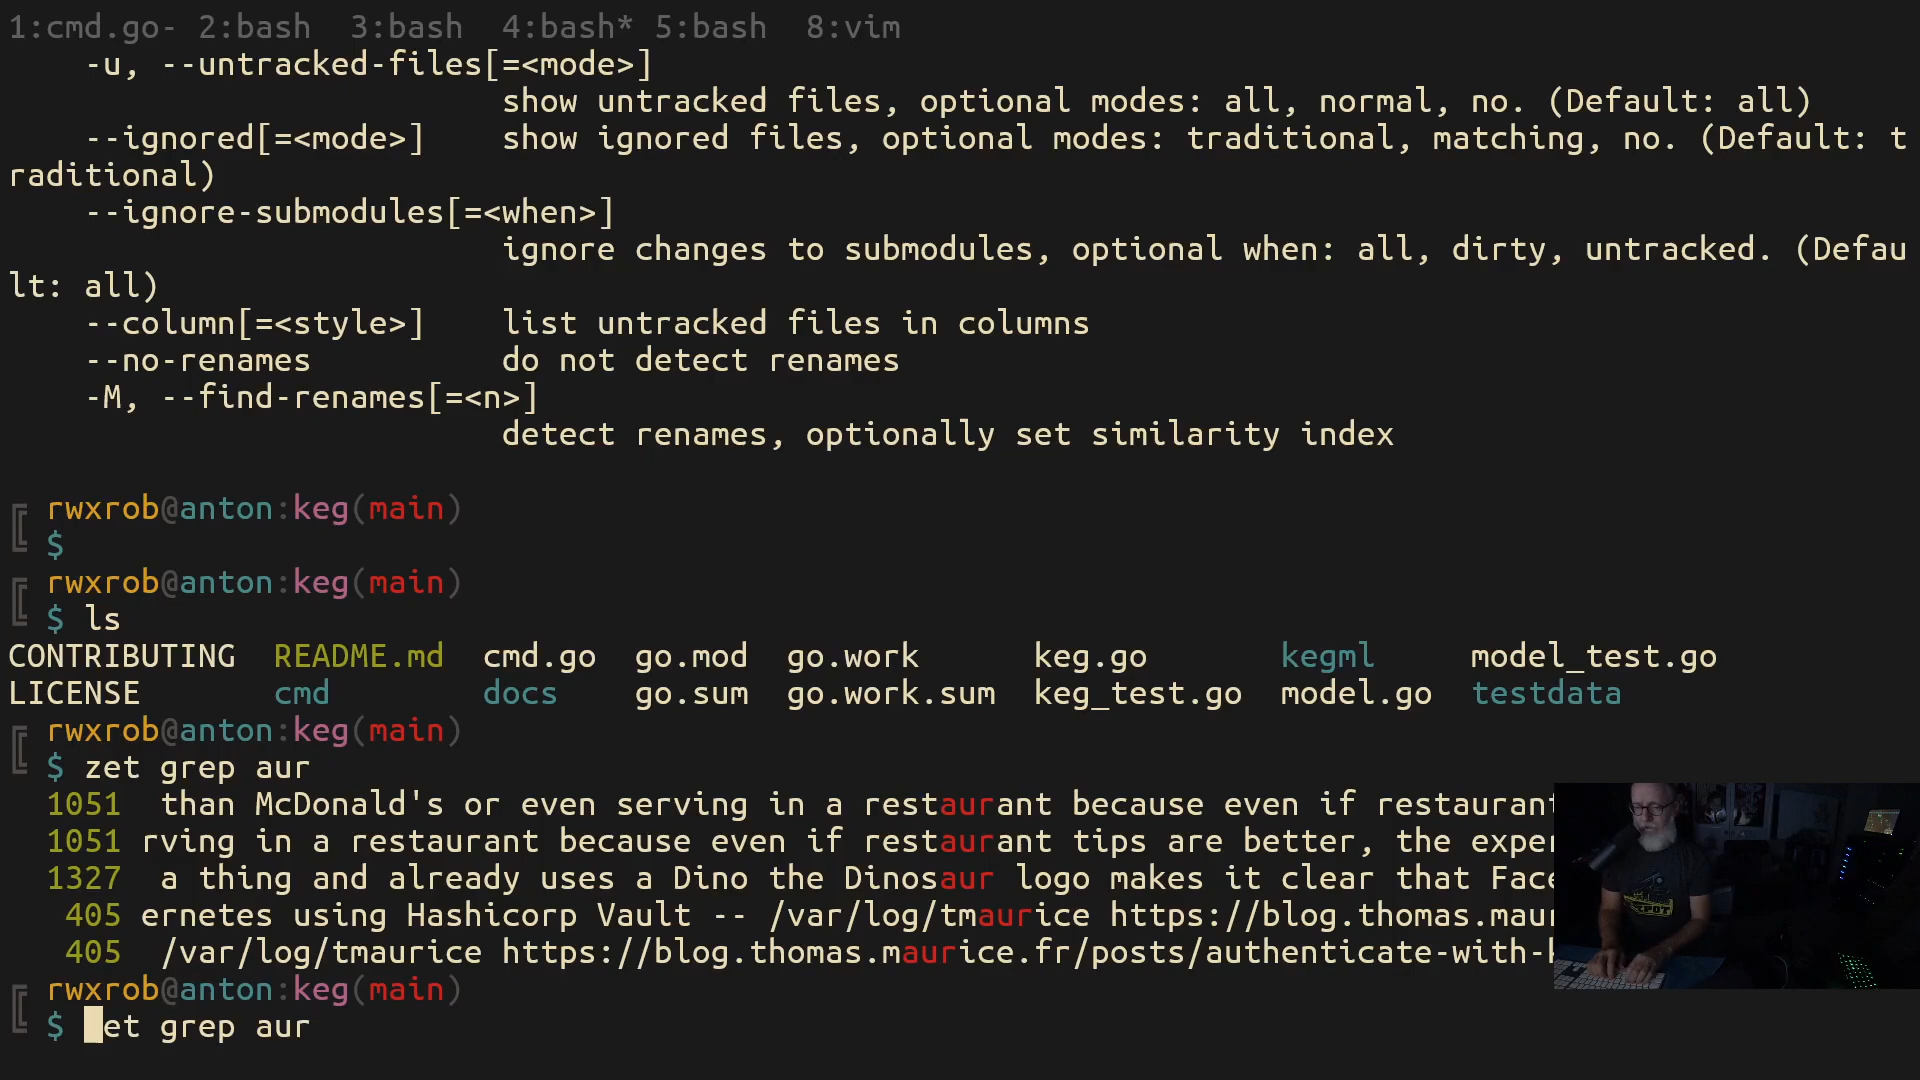 1:cmd.go- 2:bash  3:bash  4:bash* 5:bash  8:vim
    -u, --untracked-files[=<mode>]
                          show untracked files, optional modes: all, normal, no. (Default: all)
    --ignored[=<mode>]    show ignored files, optional modes: traditional, matching, no. (Default: t
raditional)
    --ignore-submodules[=<when>]
                          ignore changes to submodules, optional when: all, dirty, untracked. (Defau
lt: all)
    --column[=<style>]    list untracked files in columns
    --no-renames          do not detect renames
    -M, --find-renames[=<n>]
                          detect renames, optionally set similarity index
rwxrob@anton:keg(main)
$
rwxrob@anton:keg(main)
$ ls
CONTRIBUTING  README.md  cmd.go  go.mod  go.work      keg.go       kegml     model_test.go
LICENSE       cmd        docs    go.sum  go.work.sum  keg_test.go  model.go  testdata
rwxrob@anton:keg(main)
$ zet grep aur
1051  than McDonald's or even serving in a restaurant because even if restaurant
1051 rving in a restaurant because even if restaurant tips are better, the exper
1327  a thing and already uses a Dino the Dinosaur logo makes it clear that Face
405 ernetes using Hashicorp Vault -- /var/log/tmaurice https://blog.thomas.maur
405  /var/log/tmaurice https://blog.thomas.maurice.fr/posts/authenticate-with-k
rwxrob@anton:keg(main)
$ et grep aur